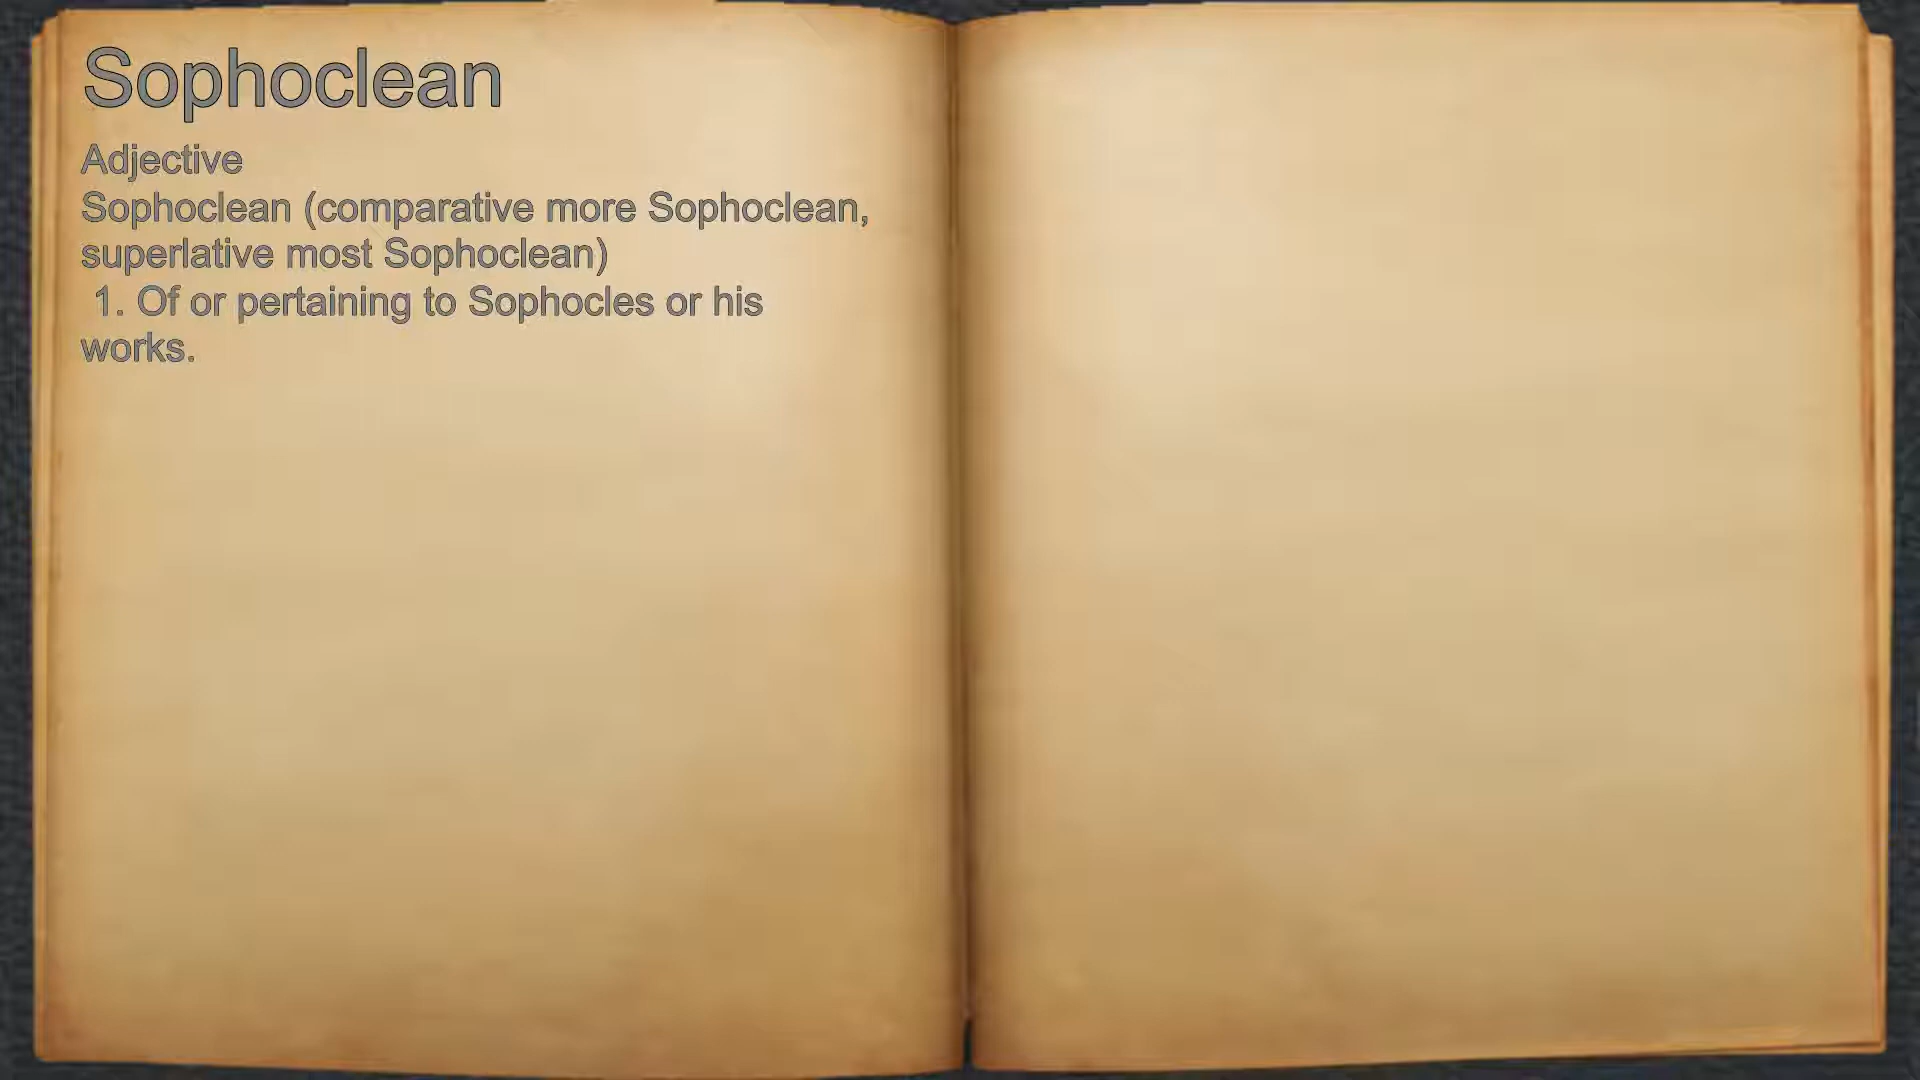 Sophoclean
Adjective
Sophoclean (comparative more Sophoclean,
superlative most Sophoclean)
1. Of or pertaining to Sophocles or his
works.